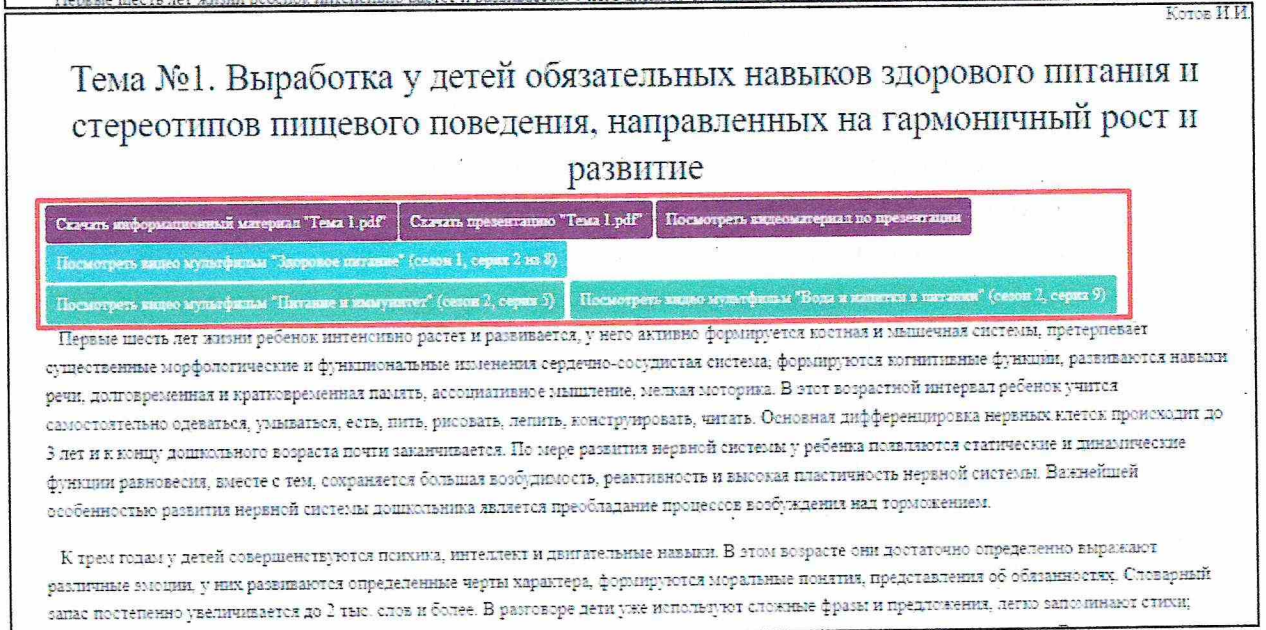 Котов И.И.
Тема №1. Выработка у детей обязательных навыков здорового питания и
стереотипов пищевого поведения, направленных на гармоничный рост и
развитие
Скачать информационный материал "Тема 1.pdf" Скачать презентацию "Тема 1.pdf" Посмотреть видеоматериал по презентации
Посмотреть видео мультфильм "Здоровое питание" (сезон 1, серия 2 из 8)
Посмотреть видео мультфильм "Питание и иммунитет" (сезон 2, серия 5) Посмотреть видео мультфильм "Вода и напитки в питании" (сезон 2, серия 9)
Первые шесть лет жизни ребенок интенсивно растет и развивается, у него активно формируется костная и мышечная системы, претерпевает
существенные морфологические и функциональные изменения сердечно-сосудистая система, формируются когнитивные функции, развиваются навыки
речи, долговременная и кратковременная память, ассоциативное мышление, мелкая моторика. В этот возрастной интервал ребенок учится
самостоятельно одеваться, умываться, есть, пить, рисовать, лепить, конструировать, читать. Основная дифференцировка нервных клеток происходит до
3 лет и к концу дошкольного возраста почти заканчивается. По мере развития нервной системы у ребенка появляются статические и динамические
функции равновесия, вместе с тем, сохраняется большая возбудимость, реактивность и высокая пластичность нервной системы. Важнейшей
особенностью развития нервной системы дошкольника является преобладание процессов возбуждения над торможением.
К трем годам у детей совершенствуются психика, интеллект и двигательные навыки. В этом возрасте они достаточно определенно выражают
различные эмоции, у них развиваются определенные черты характера, формируются моральные понятия, представления об обязанностях. Словарный
запас постепенно увеличивается до 2 тыс. слов и более. В разговоре дети уже используют сложные фразы и предложения, легко запоминают стихи;